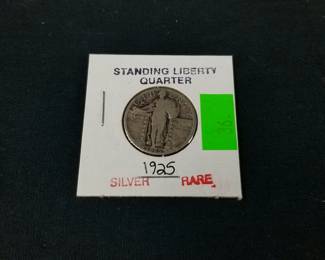 STANDING LIBERTY
QUARTER
1925
SILVER RARE